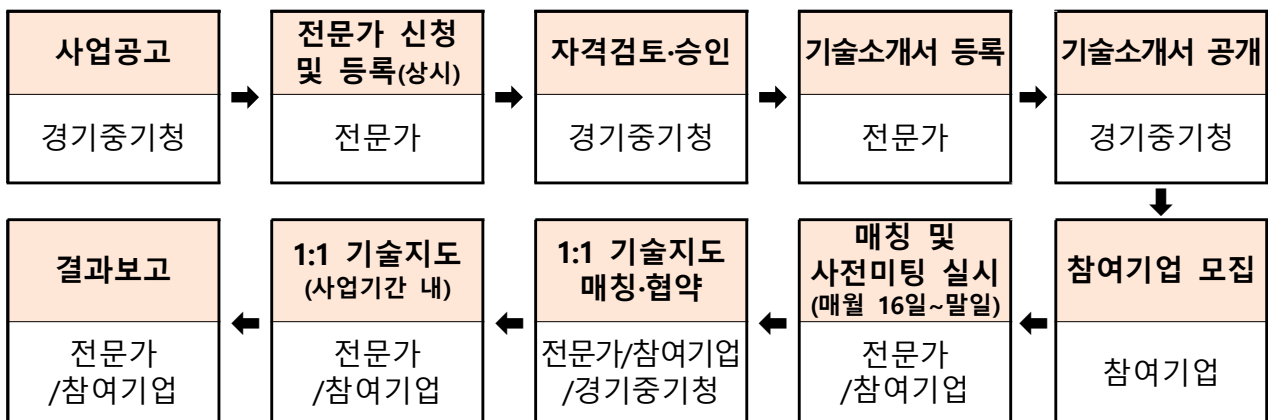 사업공고
경기중기청
전문가 신청
및 등록(상시)
전문가
자격검토·승인
경기중기청
기술소개서 등록
전문가
기술소개서 공개
경기중기청
참여기업 모집
참여기업
매칭 및
사전미팅 실시
(매월 16일~말일)
전문가
/참여기업
1:1 기술지도
매칭·협약
전문가/참여기업
/경기중기청
1:1 기술지도
(사업기간 내)
전문가
/참여기업
결과보고
전문가
/참여기업